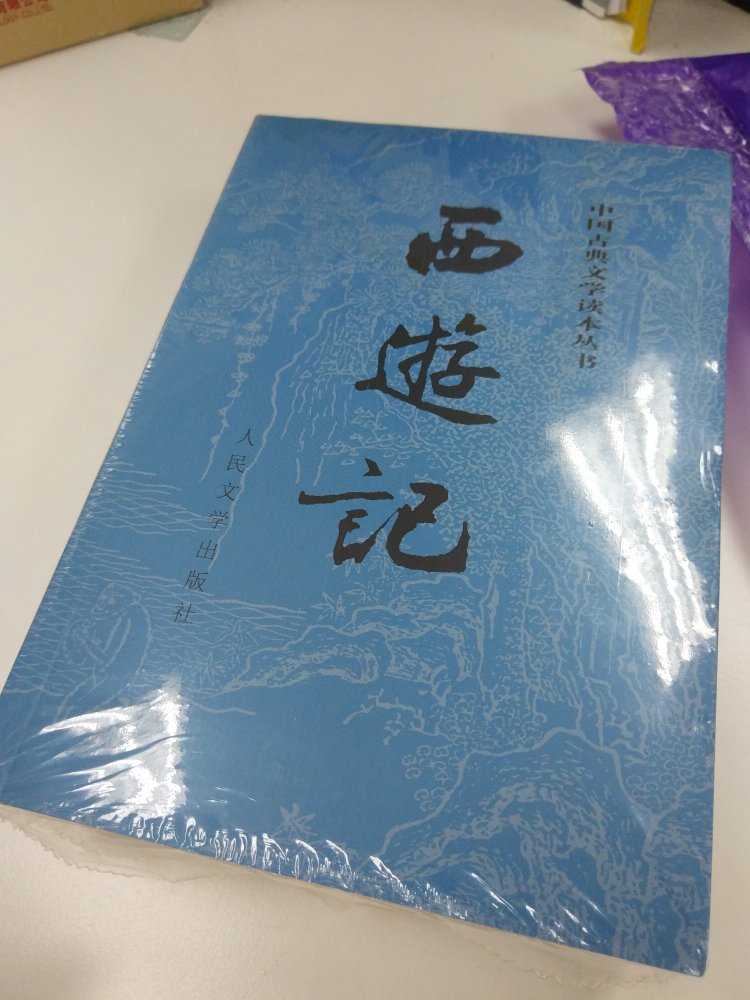 中国古典文学读本丛书
西遊記
人民文学出版社